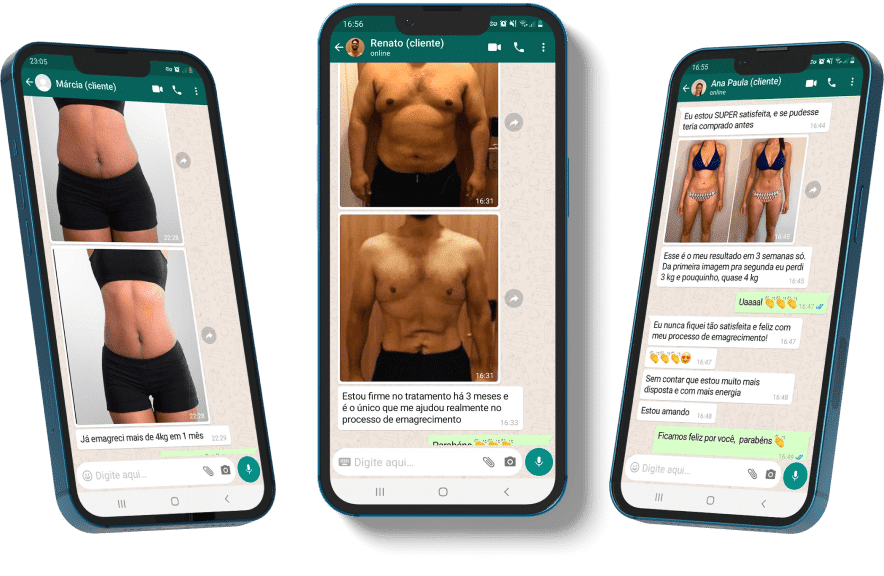 23:05
Márcia (cliente)
22:28
22:28
Já emagreci mais de 4kg em 1 mês
22:29
Digite aqui...
16:56
Renato (cliente)
online
16:31
16:31
Estou firme no tratamento há 3 meses e
é o único que me ajudou realmente no
processo de emagrecimento
16:33
Parabéns 👏👏👏
Digite aqui...
16:55
Ana Paula (cliente)
online
Eu estou SUPER satisfeita, e se pudesse
teria comprado antes
16:44
16:45
Esse é o meu resultado em 3 semanas só.
Da primeira imagem pra segunda eu perdi
3 kg e pouquinho, quase 4 kg
16:45
Uaaaal 👏👏👏 16:47
Eu nunca fiquei tão satisfeita e feliz com
meu processo de emagrecimento!
16:47
👏👏👏😍 16:47
Sem contar que estou muito mais
disposta e com mais energia
16:48
Estou amando 16:48
Ficamos feliz por você, parabéns 👏
16:49
Digite aqui...